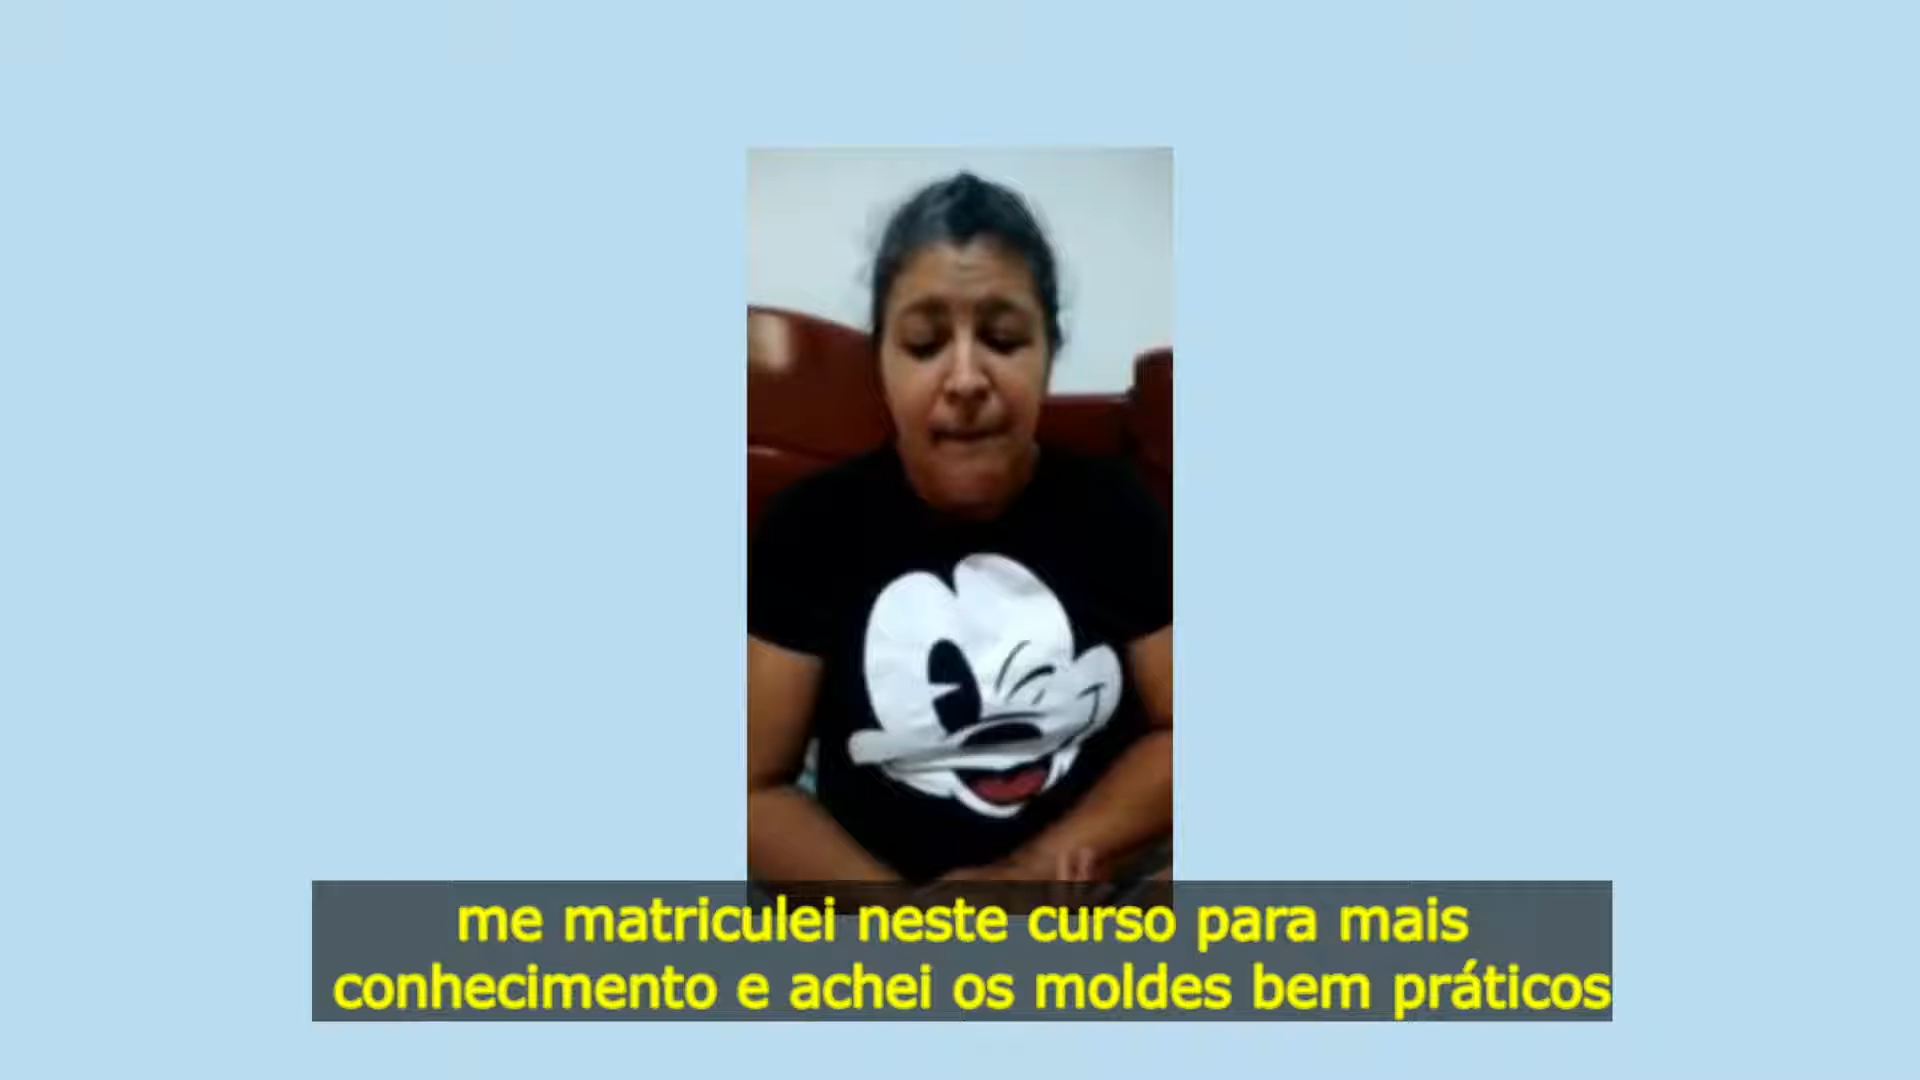 me matriculei neste curso para mais
conhecimento e achei os moldes bem práticos